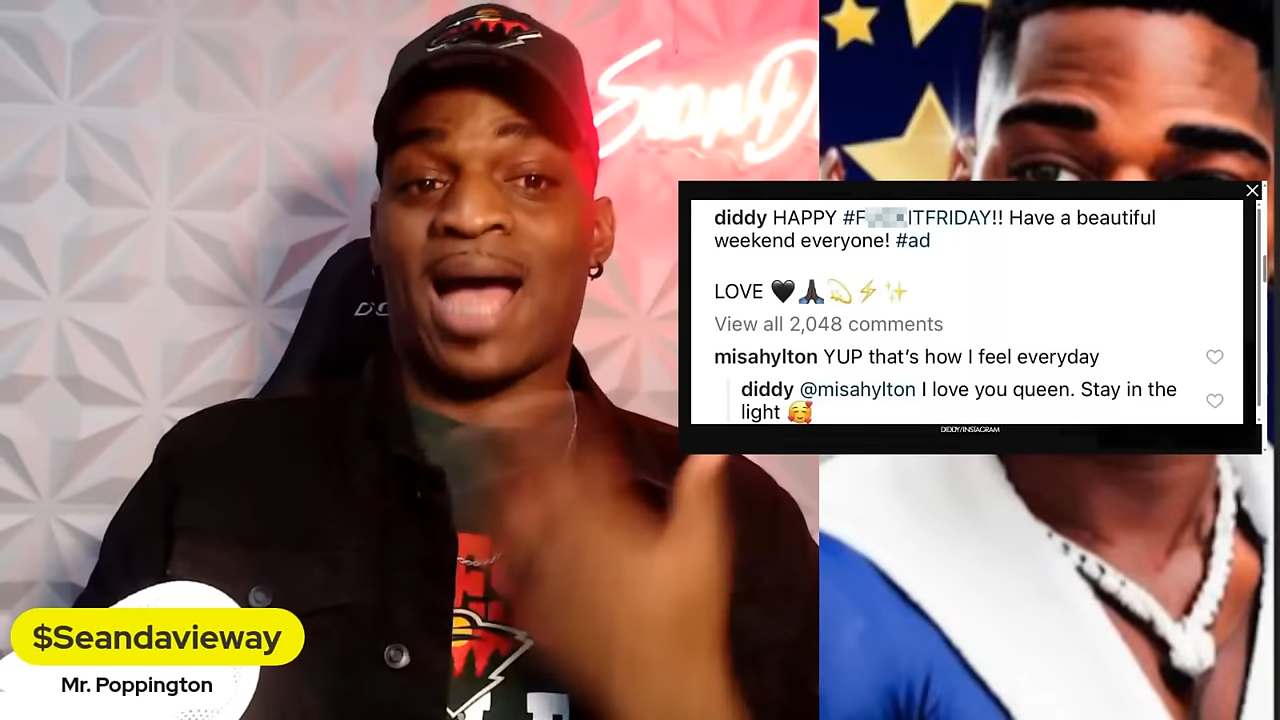 SeanD
diddy HAPPY #F ITFRIDAY!! Have a beautiful
weekend everyone! #ad
LOVE 🖤🙏🏿💫⚡✨
View all 2,048 comments
misahylton YUP that’s how I feel everyday
diddy @misahylton I love you queen. Stay in the
light 🥰
DIDDY/INSTAGRAM
$Seandavieway
Mr. Poppington